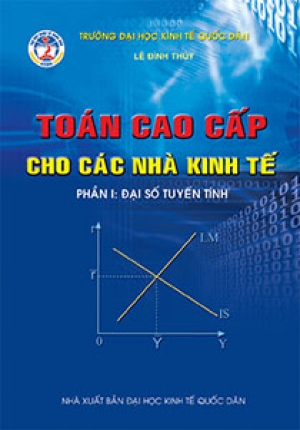 TRƯỜNG ĐẠI HỌC KINH TẾ QUỐC DÂN
LÊ ĐÌNH THÚY
TOÁN CAO CẤP
CHO CÁC NHÀ KINH TẾ
PHẦN I: ĐẠI SỐ TUYẾN TÍNH
r
LM
r̅
IS
0
Y̅
Y
NHÀ XUẤT BẢN ĐẠI HỌC KINH TẾ QUỐC DÂN